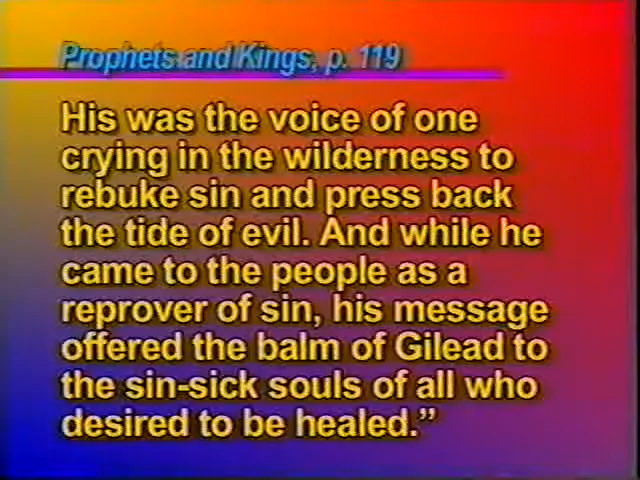 Prophets and Kings, p. 119
His was the voice of one
crying in the wilderness to
rebuke sin and press back
the tide of evil. And while he
came to the people as a
reprover of sin, his message
offered the balm of Gilead to
the sin-sick souls of all who
desired to be healed.”